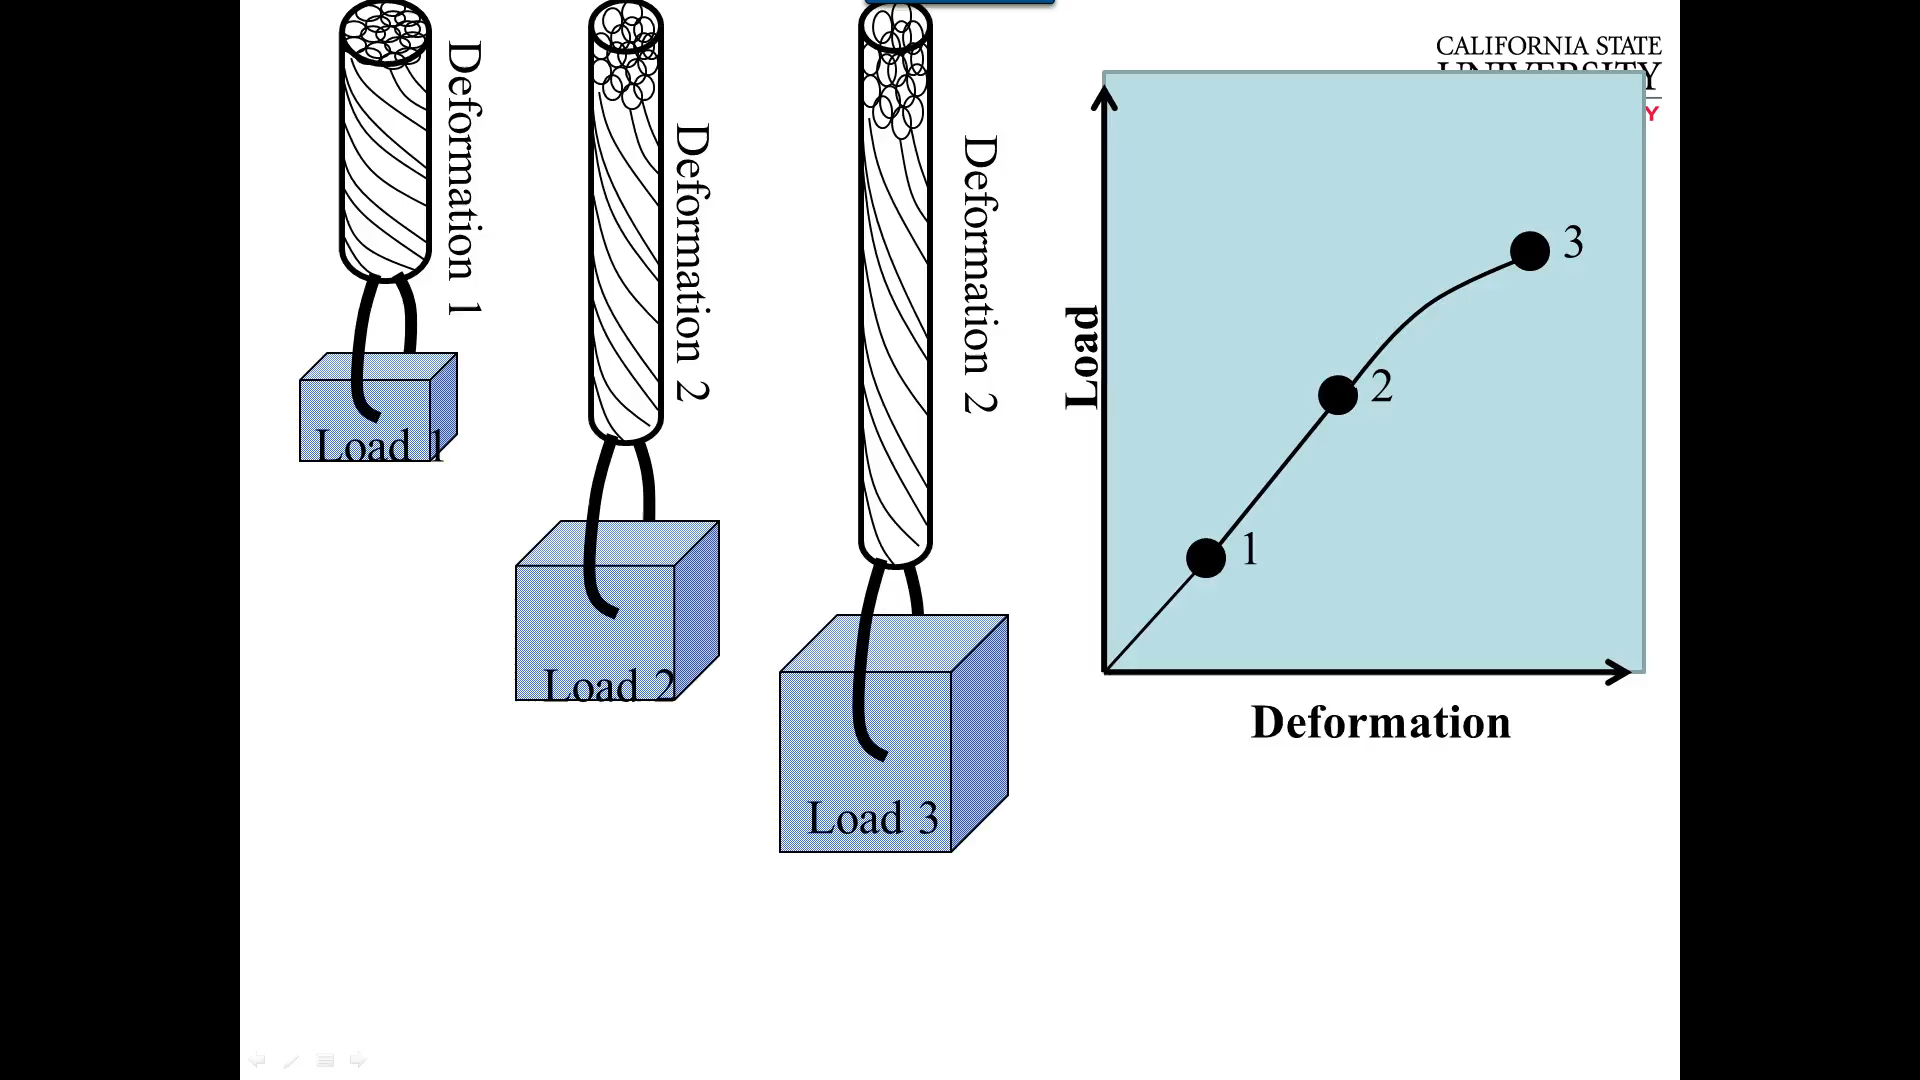 Deformation 1
Load 1
Deformation 2
Load 2
Deformation 2
Load 3
CALIFORNIA STATE
UNIVERSITY
Y
Load
3
2
1
Deformation